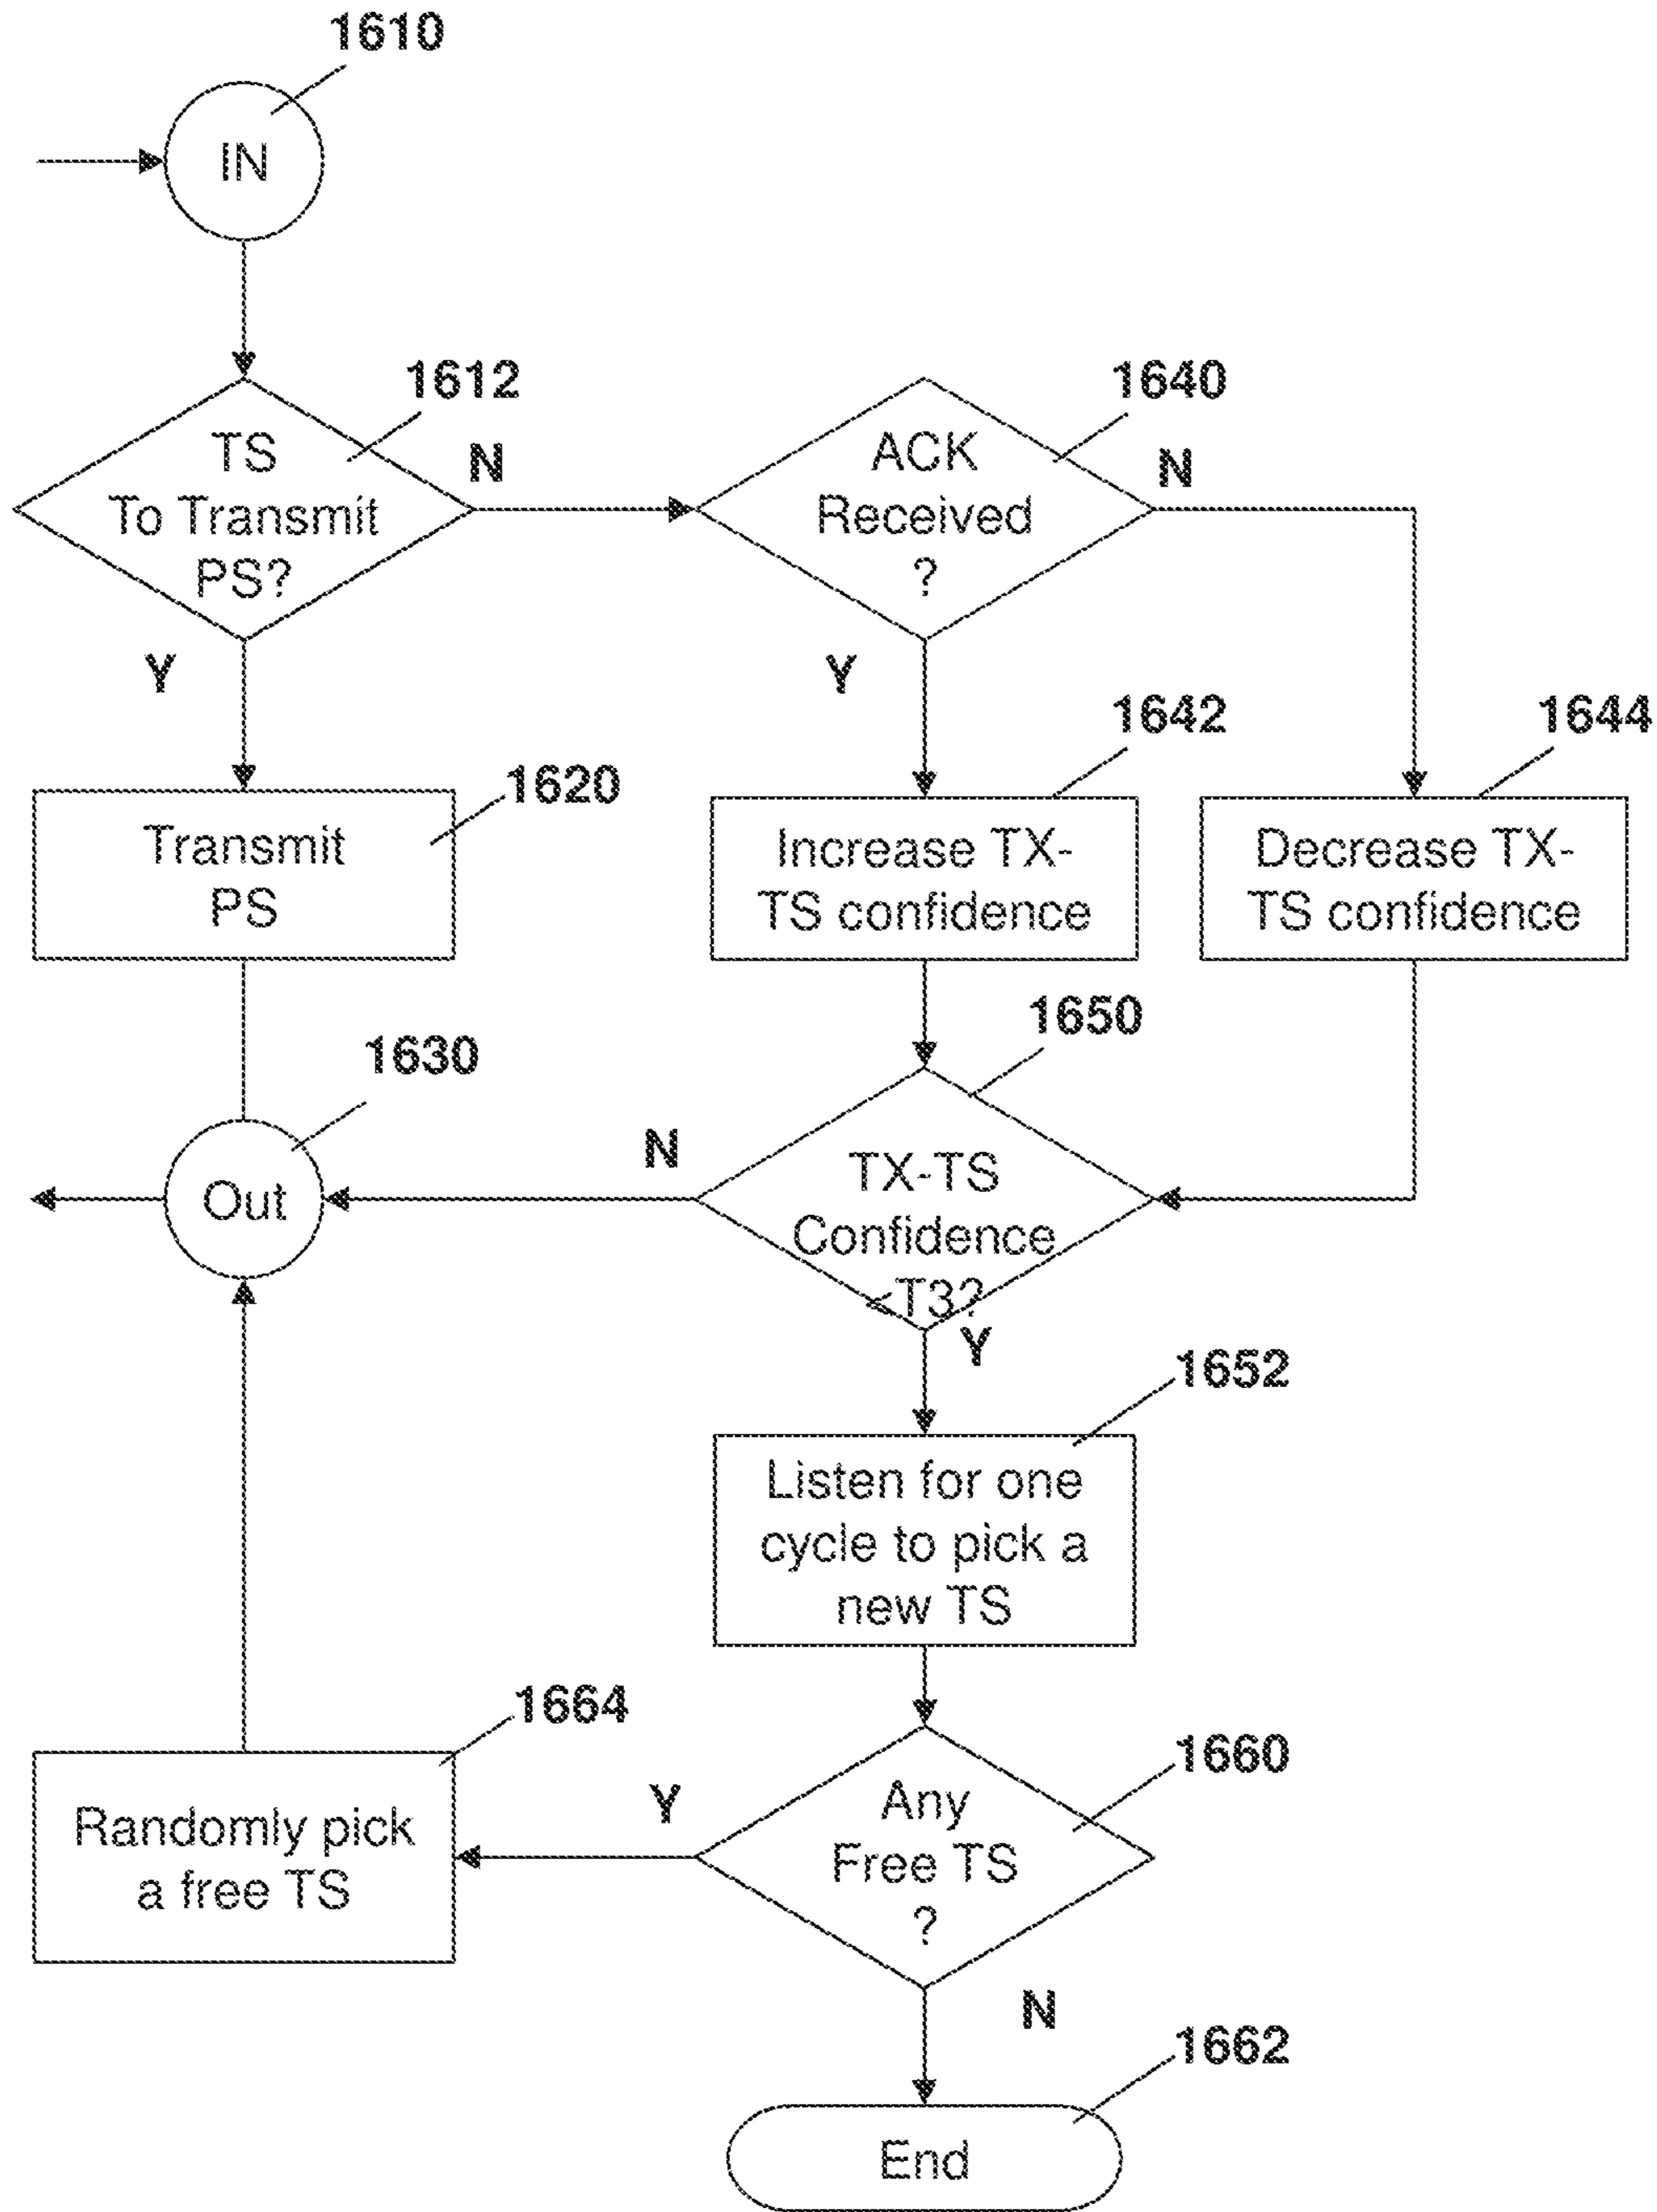 1610
IN
1612
TS
To Transmit
PS?
N
Y
1640
ACK
Received
?
N
Y
1620
Transmit
PS
1642
Increase TX-
TS confidence
1644
Decrease TX-
TS confidence
1630
Out
1650
TX-TS
Confidence
<T3?
N
Y
1652
Listen for one
cycle to pick a
new TS
1664
Randomly pick
a free TS
1660
Any
Free TS
?
Y
N
1662
End